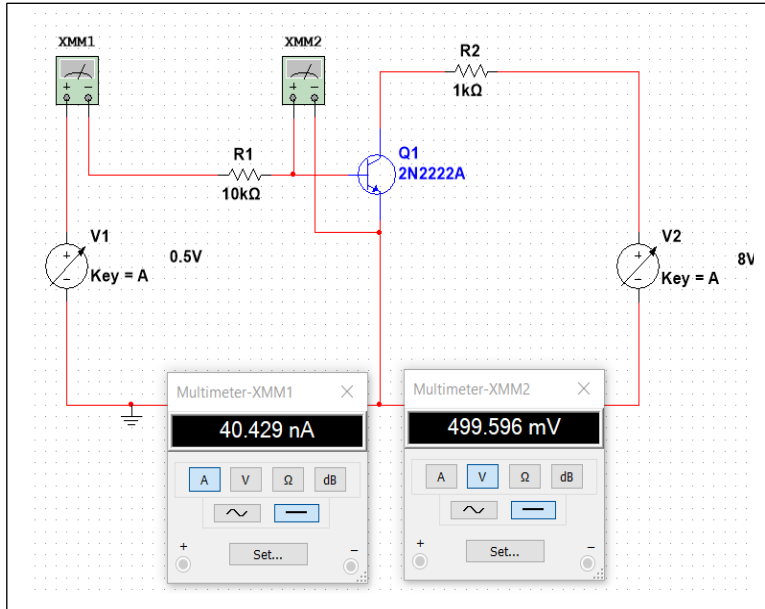 XMM1
XMM2
R2
1kΩ
R1
10kΩ
Q1
2N2222A
V1
0.5V
Key = A
V2
8V
Key = A
Multimeter-XMM1
40.429 nA
A V Ω dB
+ Set... −
Multimeter-XMM2
499.596 mV
A V Ω dB
+ Set... −